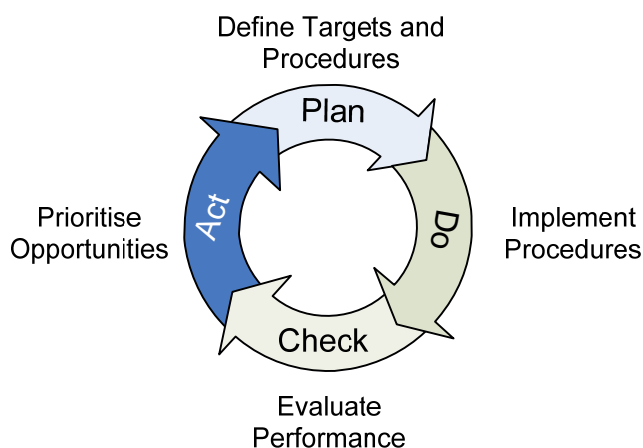 Define Targets and
Procedures
Plan
Do
Implement
Procedures
Check
Evaluate
Performance
Act
Prioritise
Opportunities